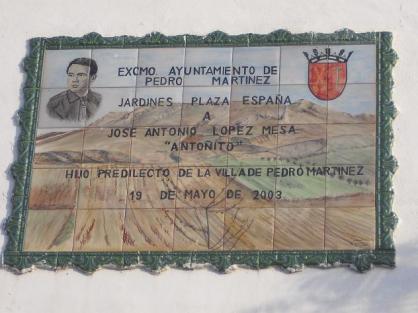 EXCMO. AYUNTAMIENTO DE
PEDRO MARTINEZ
JARDINES PLAZA ESPAÑA
A
JOSÉ ANTONIO LOPEZ MESA
"ANTOÑITO"
HIJO PREDILECTO DE LA VILLA DE PEDRO MARTINEZ
19 DE MAYO DE 2003